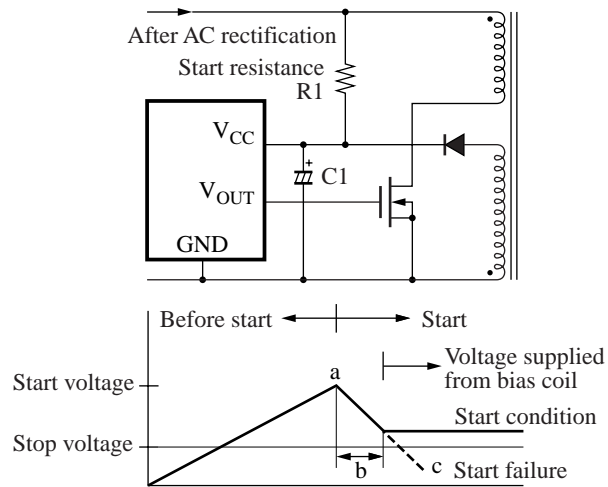 After AC rectification
Start resistance
R1
VCC
+
C1
VOUT
GND
Before start
Start
Voltage supplied
from bias coil
a
Start voltage
Start condition
Stop voltage
b
c
Start failure